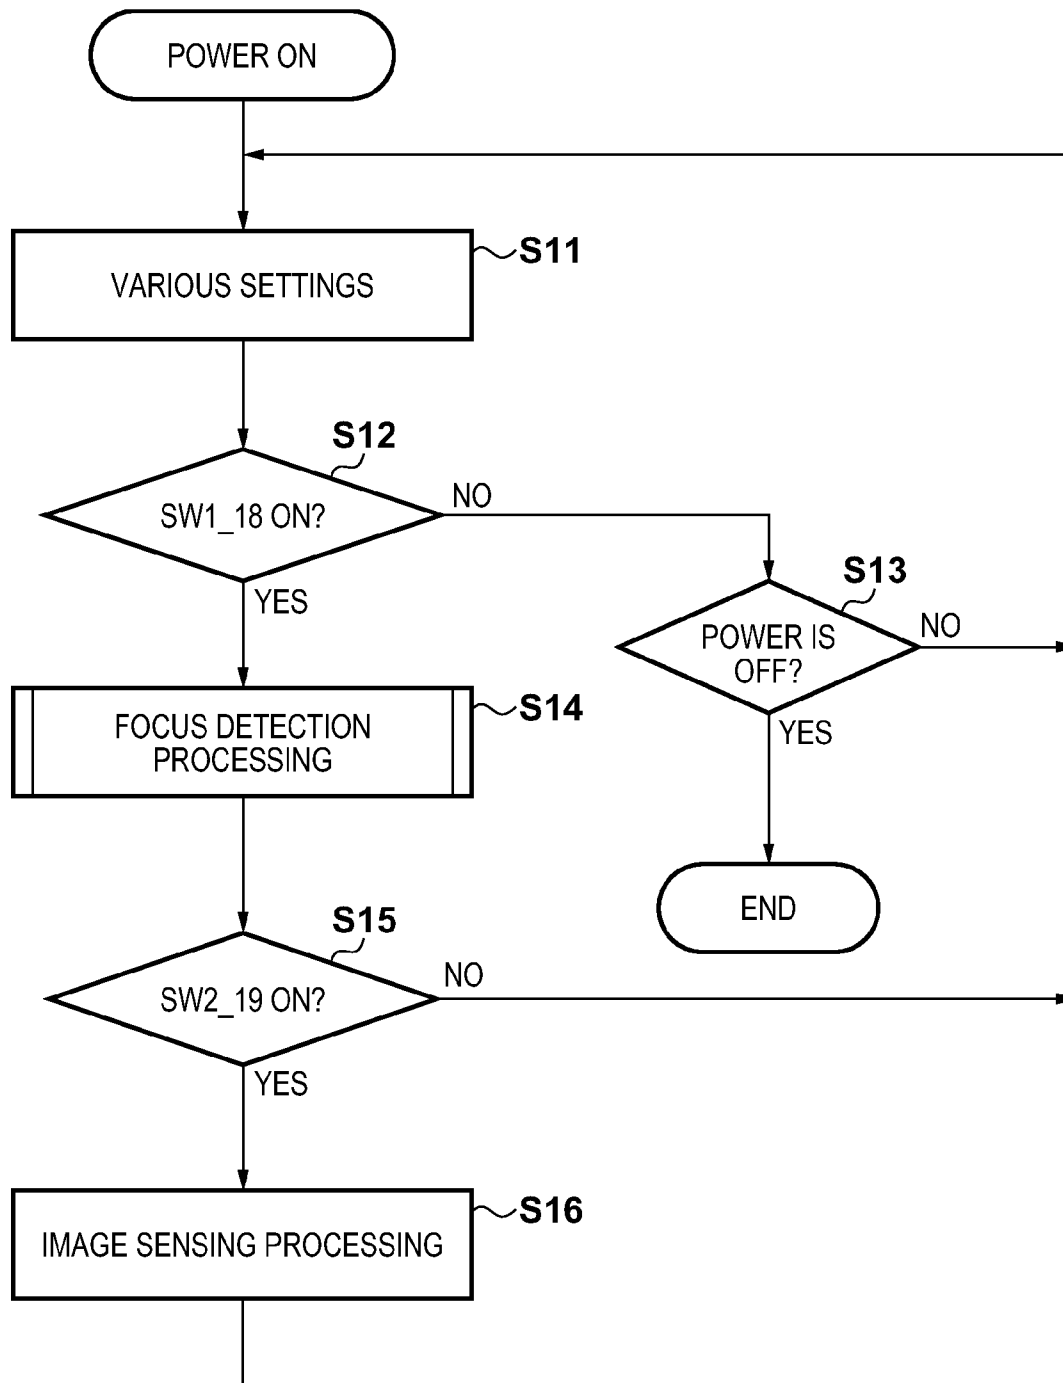 POWER ON
S11
VARIOUS SETTINGS
S12
SW1_18 ON?
NO
YES
S13
POWER IS
OFF?
NO
YES
S14
FOCUS DETECTION
PROCESSING
END
S15
SW2_19 ON?
NO
YES
S16
IMAGE SENSING PROCESSING